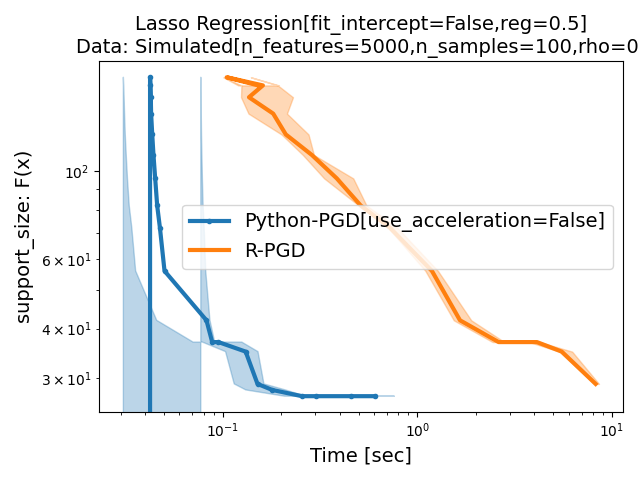 Lasso Regression[fit_intercept=False,reg=0.5]
Data: Simulated[n_features=5000,n_samples=100,rho=0
support_size: F(x)
10²
6 × 10¹
4 × 10¹
3 × 10¹
Python-PGD[use_acceleration=False]
R-PGD
10⁻¹
10⁰
10¹
Time [sec]